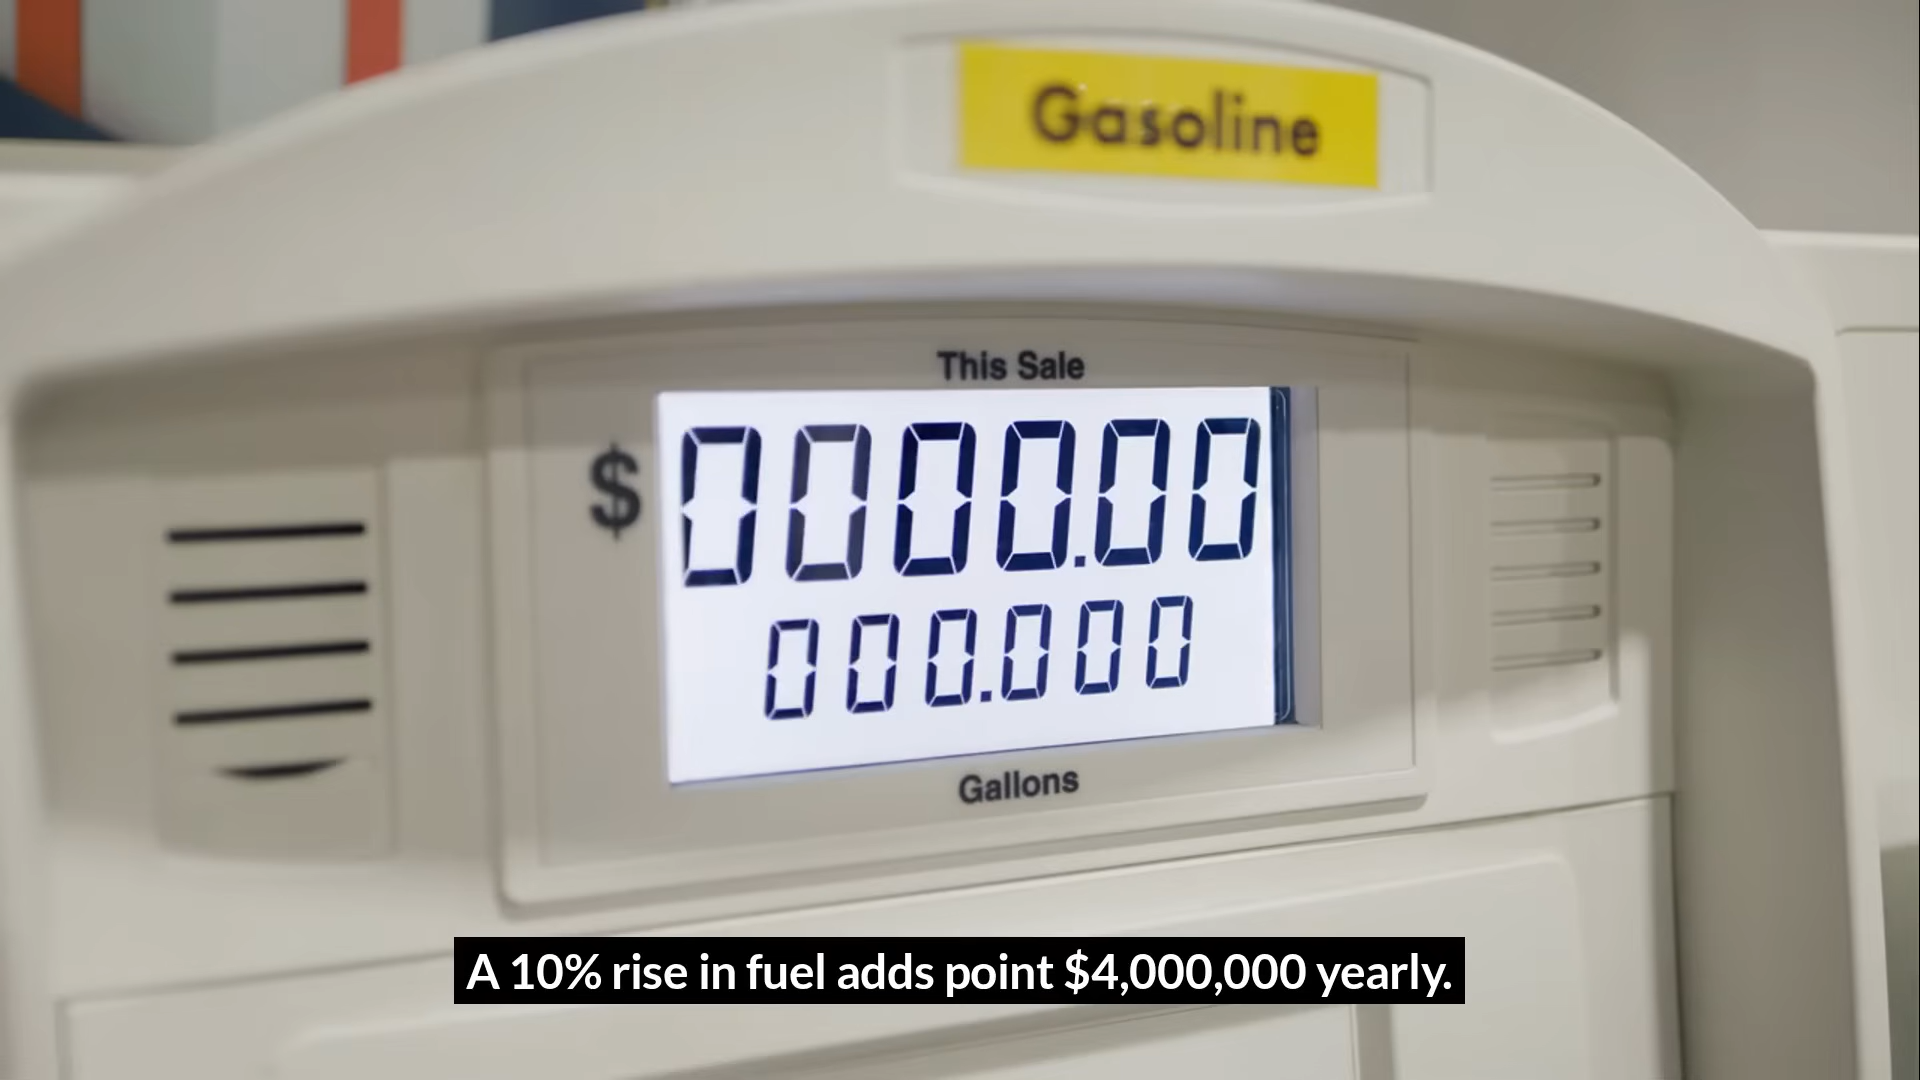 Gasoline
This Sale
$ 0000.00
000.000
Gallons
A 10% rise in fuel adds point $4,000,000 yearly.